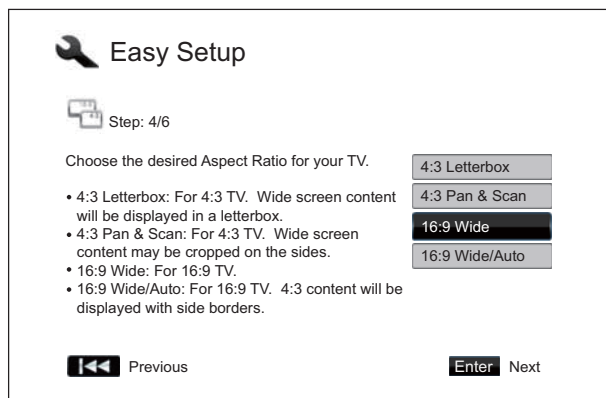 Easy Setup
Step: 4/6
Choose the desired Aspect Ratio for your TV.
• 4:3 Letterbox: For 4:3 TV. Wide screen content
will be displayed in a letterbox.
• 4:3 Pan & Scan: For 4:3 TV. Wide screen
content may be cropped on the sides.
• 16:9 Wide: For 16:9 TV.
• 16:9 Wide/Auto: For 16:9 TV. 4:3 content will be
displayed with side borders.
4:3 Letterbox
4:3 Pan & Scan
16:9 Wide
16:9 Wide/Auto
Previous
Enter Next